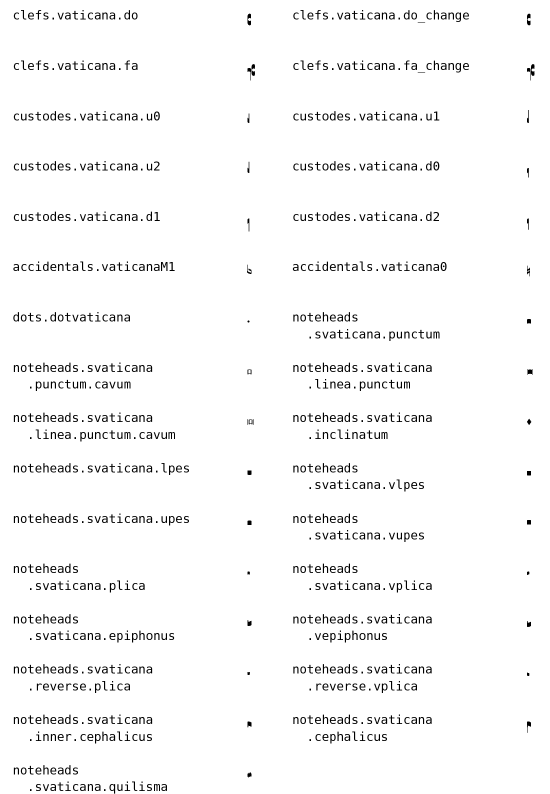 clefs.vaticana.do
clefs.vaticana.do_change
clefs.vaticana.fa
clefs.vaticana.fa_change
custodes.vaticana.u0
custodes.vaticana.u1
custodes.vaticana.u2
custodes.vaticana.d0
custodes.vaticana.d1
custodes.vaticana.d2
accidentals.vaticanaM1
accidentals.vaticana0
dots.dotvaticana
noteheads
.svaticana.punctum
noteheads.svaticana
.punctum.cavum
noteheads.svaticana
.linea.punctum
noteheads.svaticana
.linea.punctum.cavum
noteheads.svaticana
.inclinatum
noteheads.svaticana.lpes
noteheads
.svaticana.vlpes
noteheads.svaticana.upes
noteheads
.svaticana.vupes
noteheads
.svaticana.plica
noteheads
.svaticana.vplica
noteheads
.svaticana.epiphonus
noteheads.svaticana
.vepiphonus
noteheads.svaticana
.reverse.plica
noteheads.svaticana
.reverse.vplica
noteheads.svaticana
.inner.cephalicus
noteheads.svaticana
.cephalicus
noteheads
.svaticana.quilisma